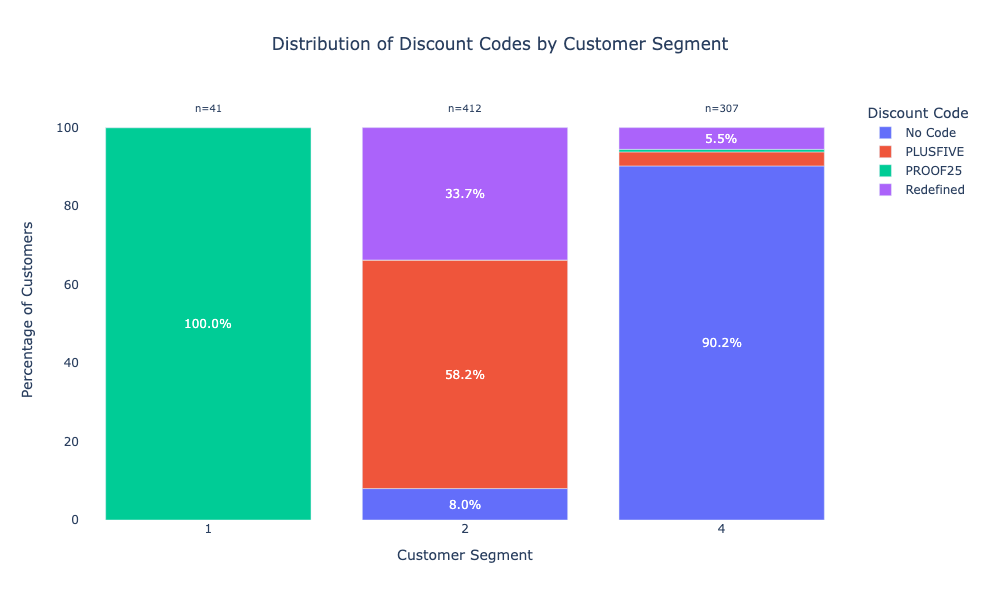 Distribution of Discount Codes by Customer Segment
n=41
n=412
n=307
Discount Code
No Code
PLUSFIVE
PROOF25
Redefined
Percentage of Customers
100
80
60
40
20
0
100.0%
33.7%
58.2%
8.0%
5.5%
90.2%
1
2
4
Customer Segment